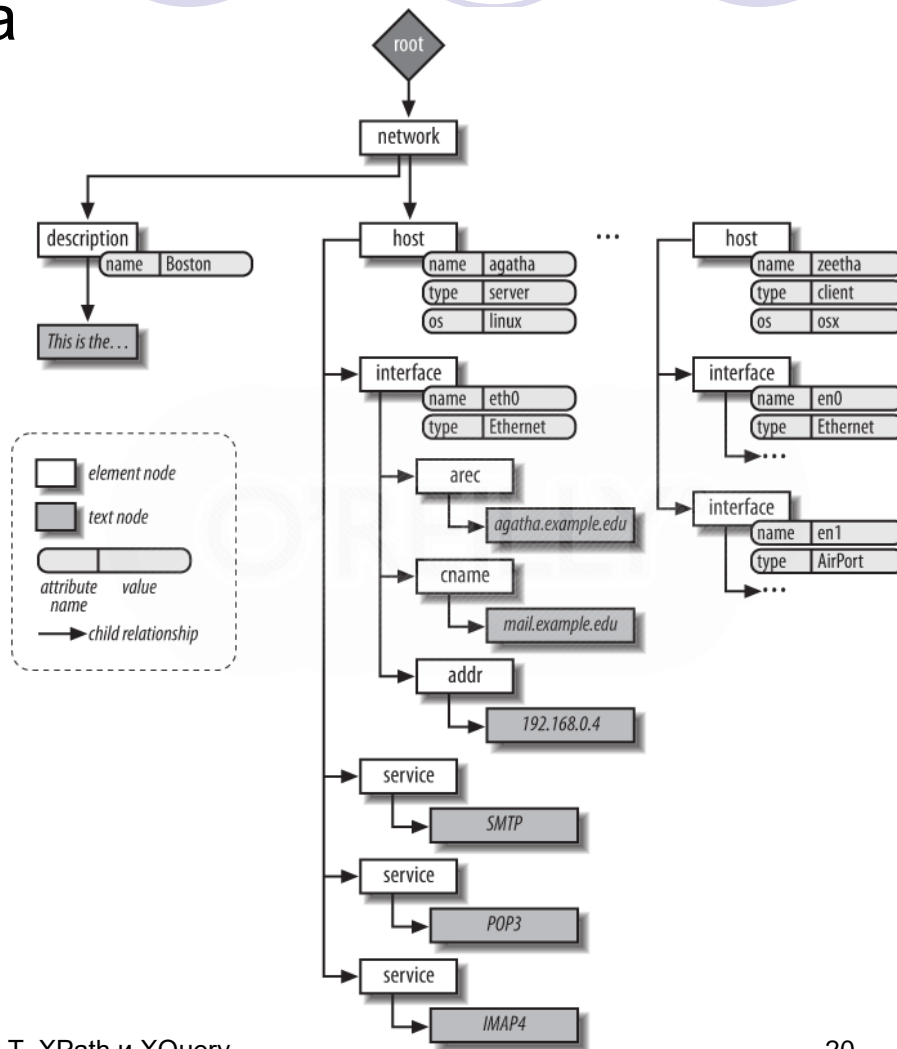 a
root
network
description
name Boston
This is the...
host
name agatha
type server
os linux
...
host
name zeetha
type client
os osx
interface
name eth0
type Ethernet
arec
agatha.example.edu
cname
mail.example.edu
addr
192.168.0.4
service
SMTP
service
POP3
service
IMAP4
interface
name en0
type Ethernet
...
interface
name en1
type AirPort
...
element node
text node
attribute
name
value
child relationship
O'REILLY
T, XPath и XQuery
20